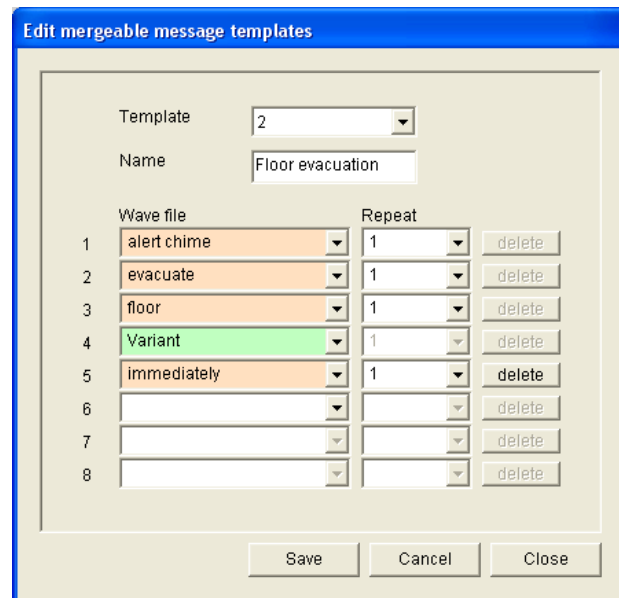 Edit mergeable message templates
Template 2
Name Floor evacuation
Wave file Repeat
1 alert chime 1 delete
2 evacuate 1 delete
3 floor 1 delete
4 Variant 1 delete
5 immediately 1 delete
6 delete
7 delete
8 delete
Save Cancel Close